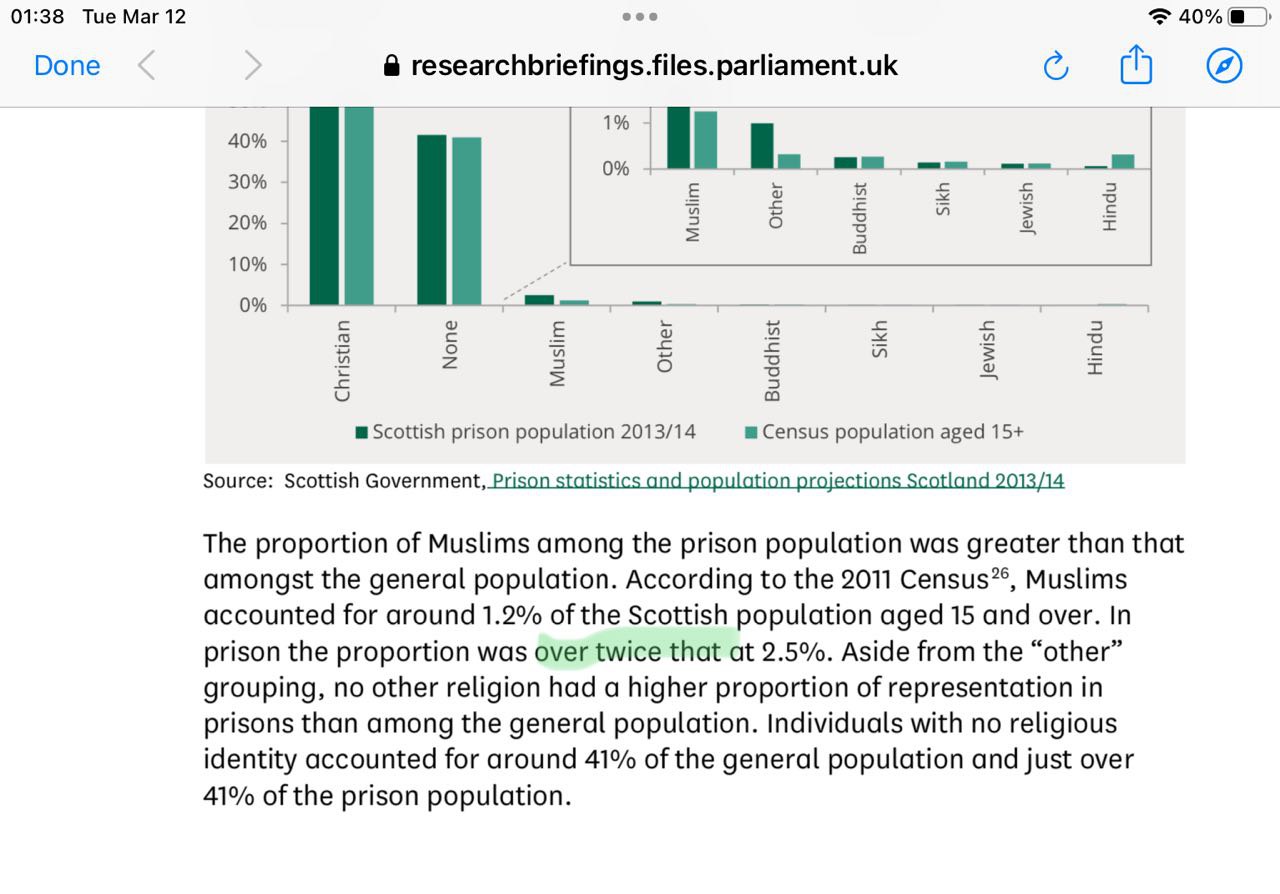 01:38 Tue Mar 12
40%
Done
researchbriefings.files.parliament.uk
40%
30%
20%
10%
0%
1%
0%
Muslim
Other
Buddhist
Sikh
Jewish
Hindu
Christian
None
Muslim
Other
Buddhist
Sikh
Jewish
Hindu
Scottish prison population 2013/14
Census population aged 15+
Source: Scottish Government, Prison statistics and population projections Scotland 2013/14
The proportion of Muslims among the prison population was greater than that
amongst the general population. According to the 2011 Census26, Muslims
accounted for around 1.2% of the Scottish population aged 15 and over. In
prison the proportion was over twice that at 2.5%. Aside from the “other”
grouping, no other religion had a higher proportion of representation in
prisons than among the general population. Individuals with no religious
identity accounted for around 41% of the general population and just over
41% of the prison population.